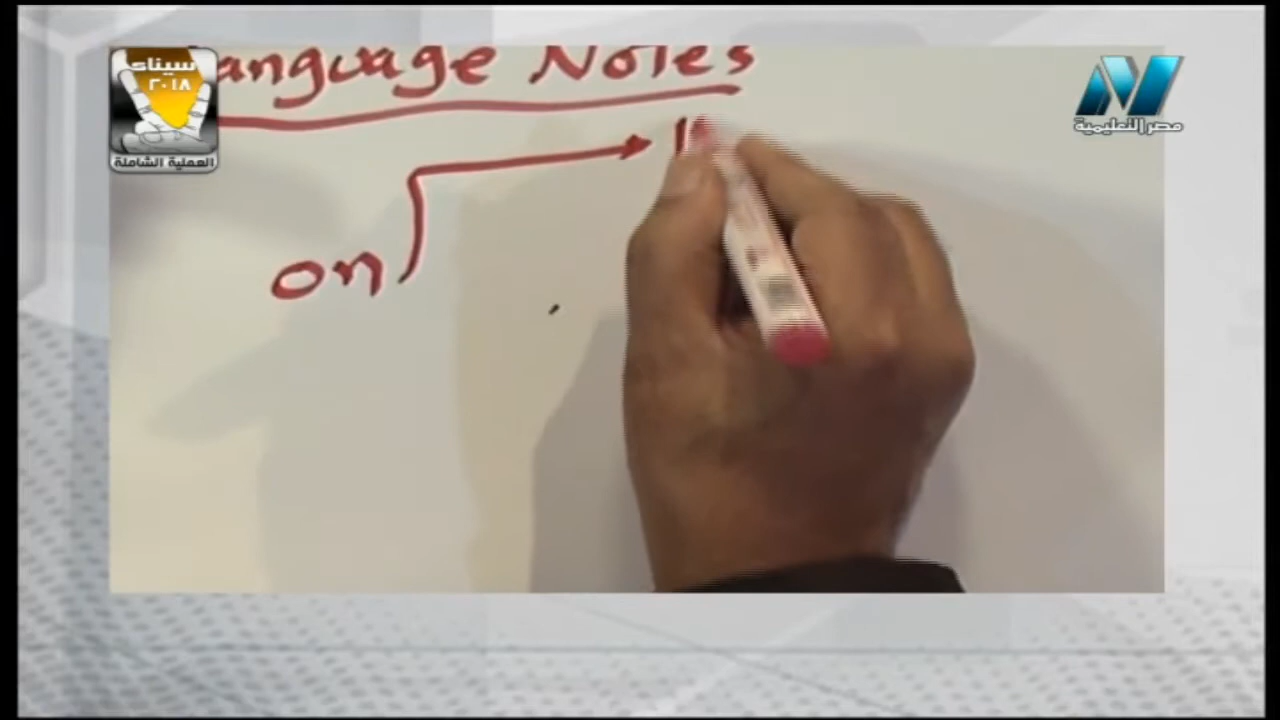 سيناء
٢٠١٨
العملية الشاملة
مصر التعليمية
anguage Notes
on